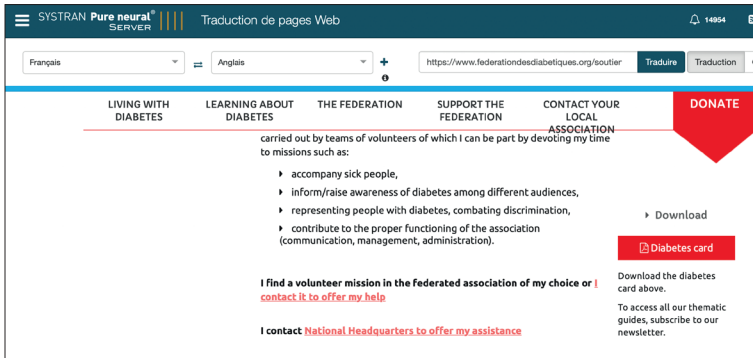 SYSTRAN Pure neural® SERVER
Traduction de pages Web
14954
Français
Anglais
https://www.federationdesdiabetiques.org/soutier
Traduire
Traduction
LIVING WITH
DIABETES
LEARNING ABOUT
DIABETES
THE FEDERATION
SUPPORT THE
FEDERATION
CONTACT YOUR
LOCAL
ASSOCIATION
DONATE
carried out by teams of volunteers of which I can be part by devoting my time
to missions such as:
accompany sick people,
inform/raise awareness of diabetes among different audiences,
representing people with diabetes, combating discrimination,
contribute to the proper functioning of the association
(communication, management, administration).
I find a volunteer mission in the federated association of my choice or I
contact it to offer my help
I contact National Headquarters to offer my assistance
Download
Diabetes card
Download the diabetes
card above.
To access all our thematic
guides, subscribe to our
newsletter.